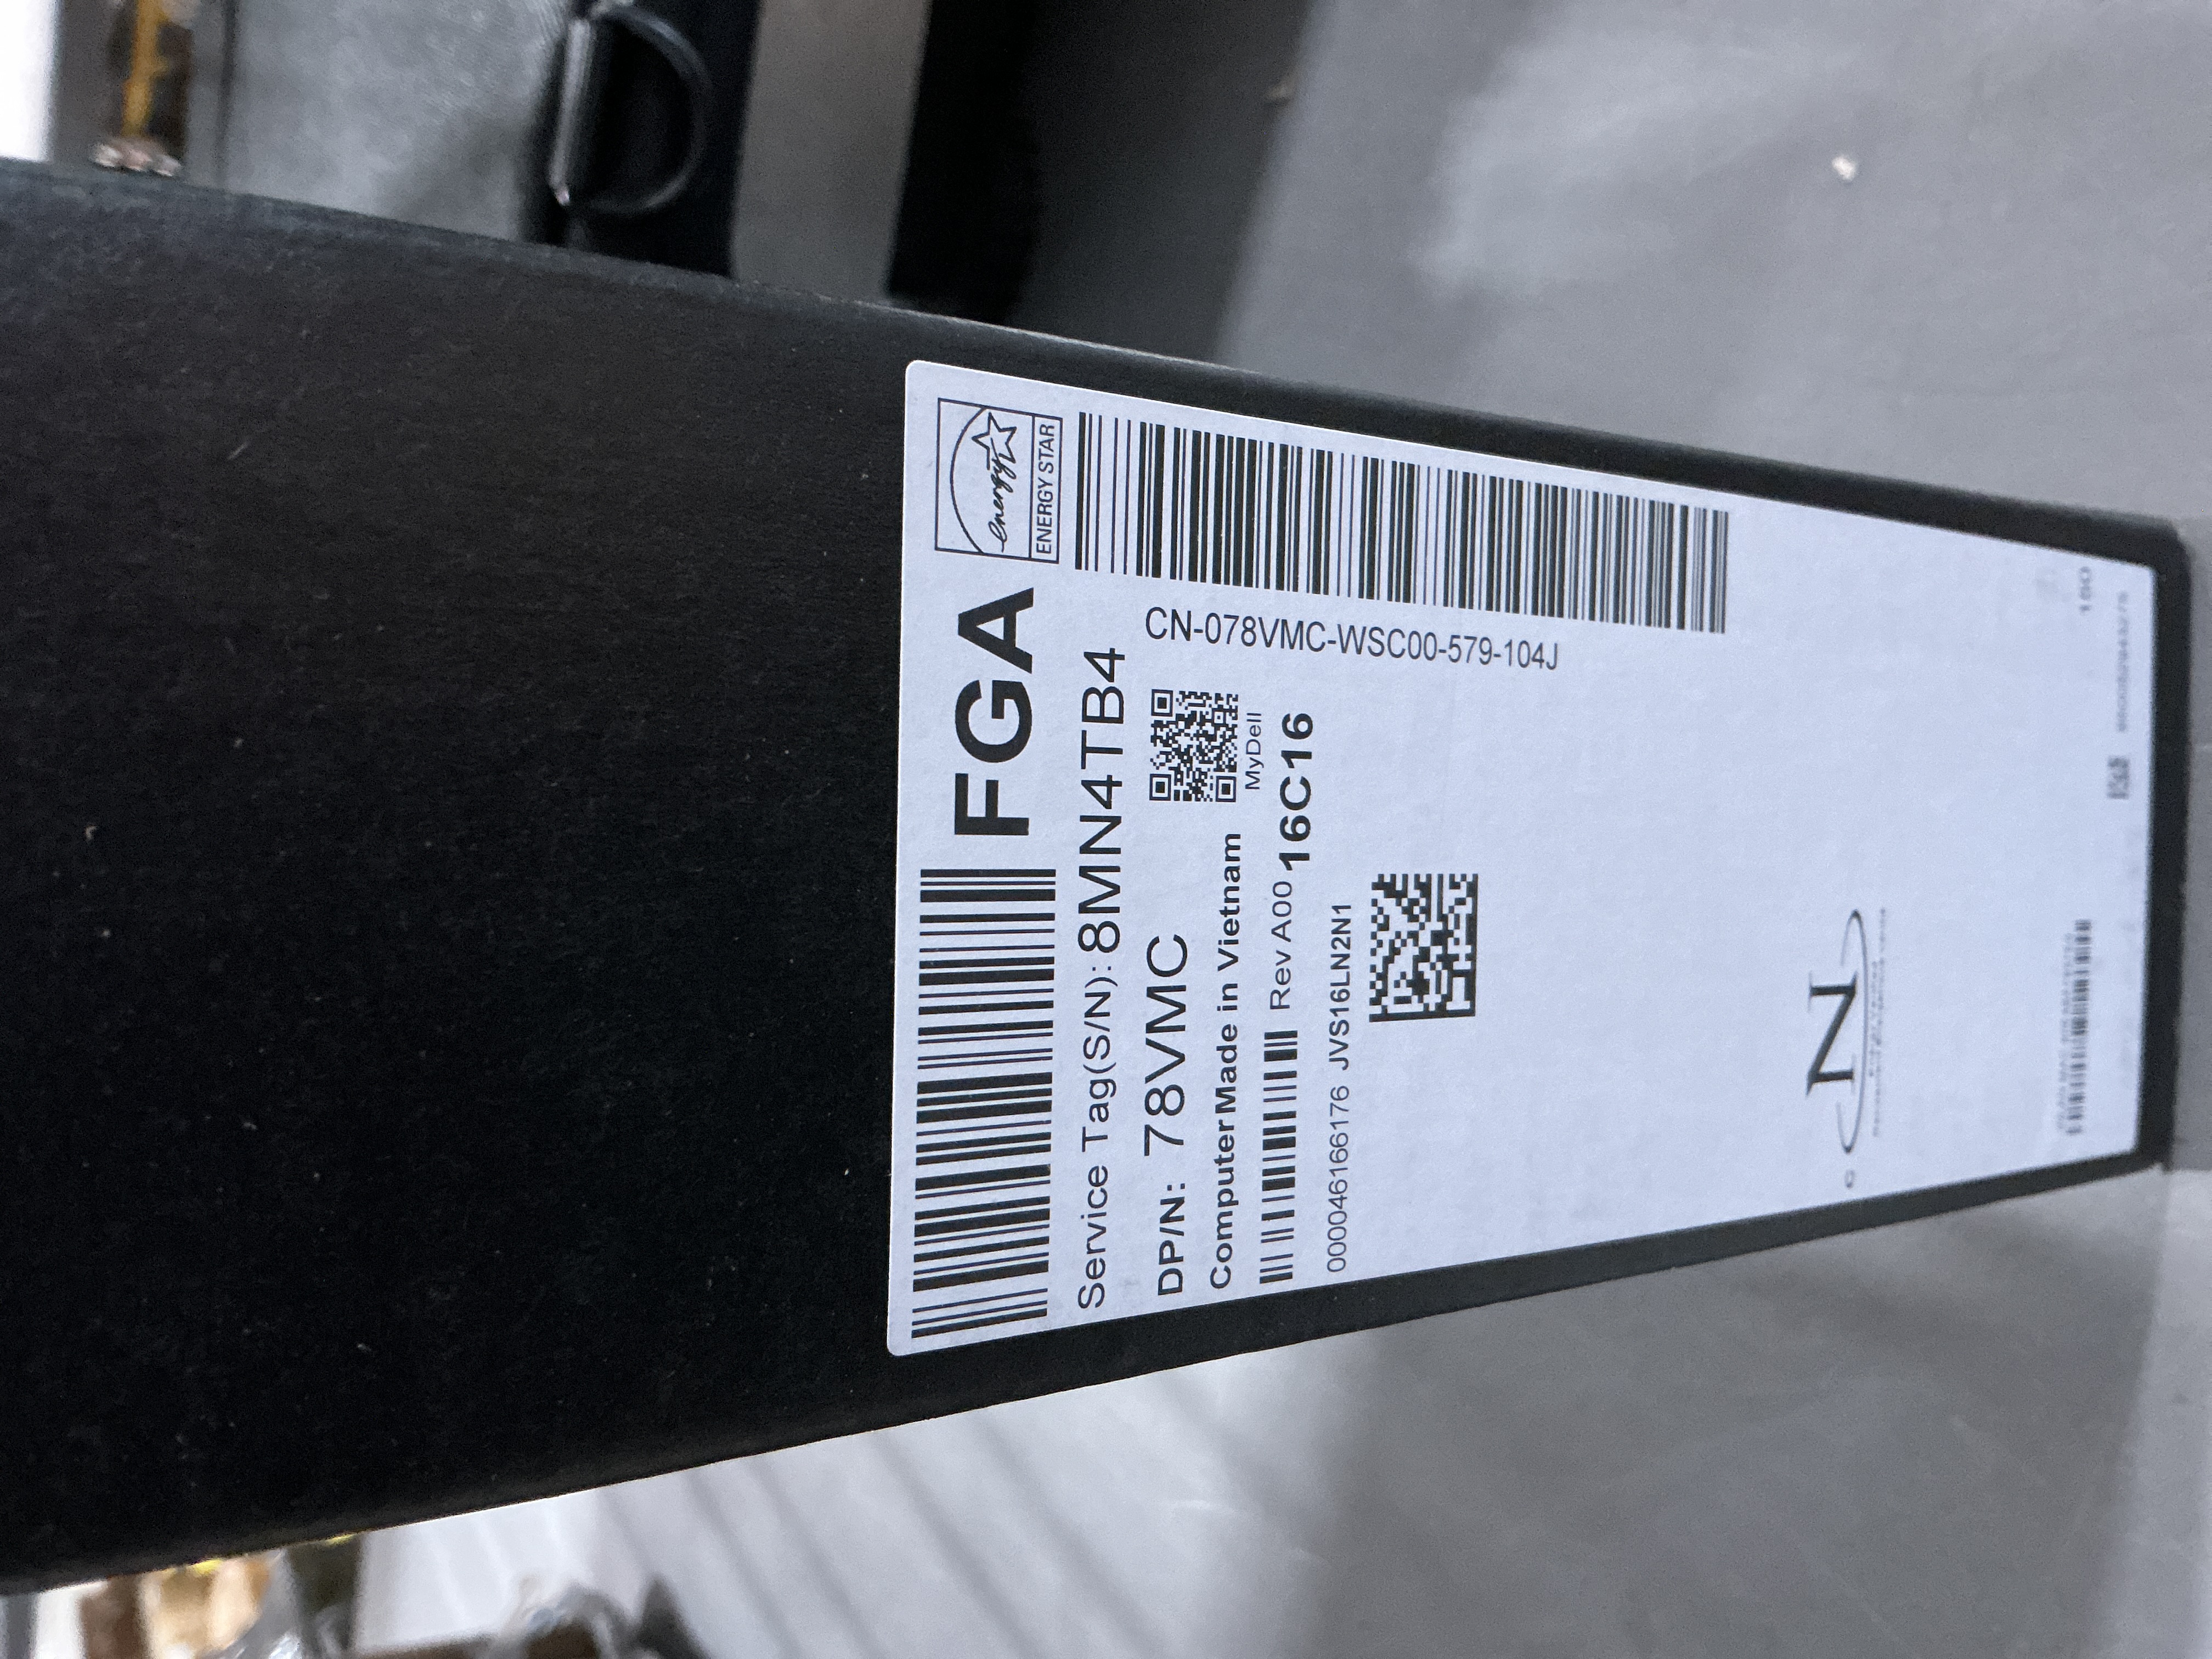 FGA
energy
ENERGY STAR
Service Tag(S/N): 8MN4TB4
DP/N: 78VMC
MyDell
CN-078VMC-WSC00-579-104J
Computer Made in Vietnam
Rev A00 16C16
000046166176 JVS16LN2N1
N